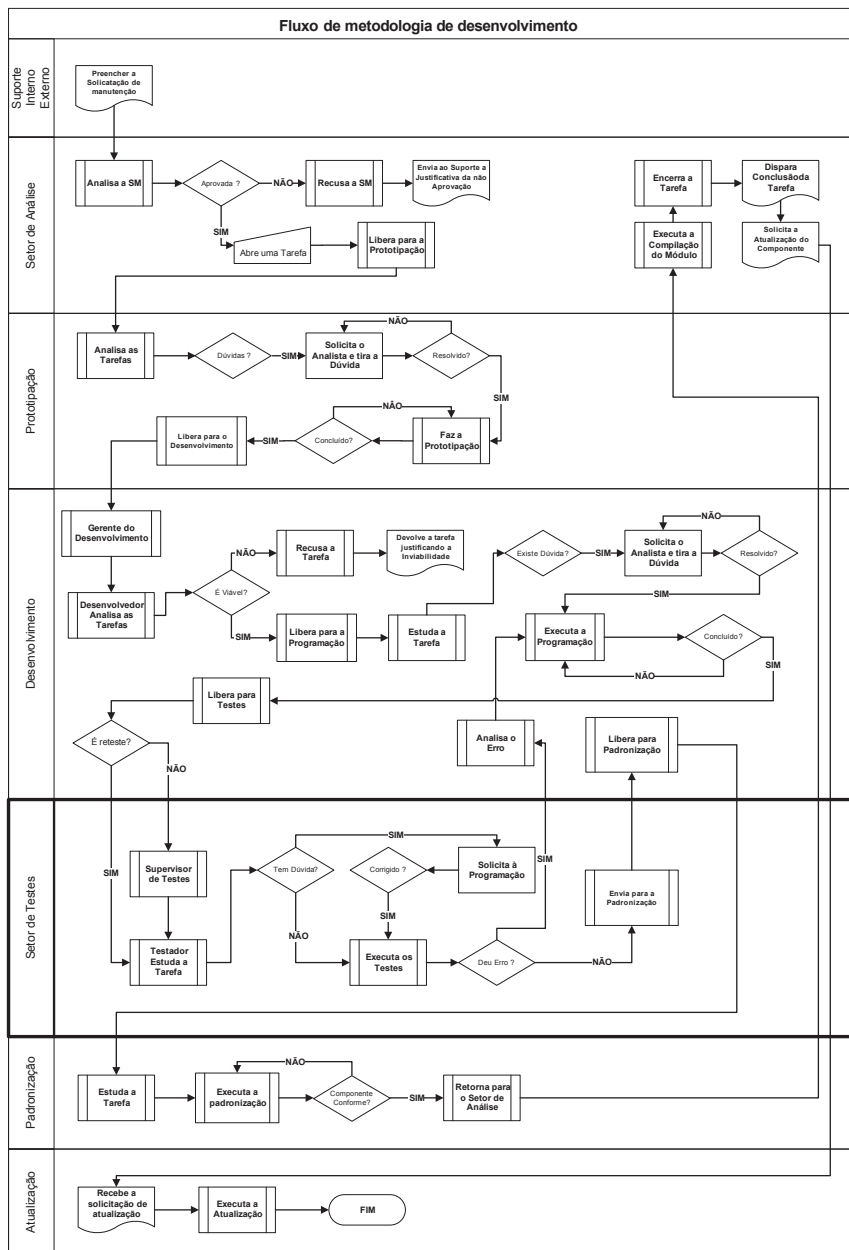 Fluxo de metodologia de desenvolvimento
Suporte
Interno
Externo
Preencher a
Solicatação de
manutenção
Setor de Análise
Analisa a SM
Aprovada ?
NÃO
Recusa a SM
Envia ao Suporte a
Justificativa da não
Aprovação
SIM
Abre uma Tarefa
Libera para a
Prototipação
Encerra a
Tarefa
Dispara
Conclusãoda
Tarefa
Executa a
Compilação
do Módulo
Solicita a
Atualização do
Componente
Prototipação
Analisa as
Tarefas
Dúvidas ?
SIM
Solicita o
Analista e tira a
Dúvida
NÃO
Resolvido?
SIM
Faz a
Prototipação
NÃO
Concluído?
SIM
Libera para o
Desenvolvimento
Desenvolvimento
Gerente do
Desenvolvimento
Desenvolvedor
Analisa as
Tarefas
É Viável?
NÃO
Recusa a
Tarefa
Devolve a tarefa
justificando a
Inviabilidade
SIM
Libera para a
Programação
Estuda a
Tarefa
Existe Dúvida?
SIM
Solicita o
Analista e tira a
Dúvida
NÃO
Resolvido?
SIM
Executa a
Programação
Concluído?
NÃO
SIM
Libera para
Testes
É reteste?
NÃO
SIM
Analisa o
Erro
Libera para
Padronização
Setor de Testes
Supervisor
de Testes
Testador
Estuda a
Tarefa
Tem Dúvida?
SIM
Solicita à
Programação
Corrigido ?
SIM
NÃO
Executa os
Testes
Deu Erro ?
SIM
NÃO
Envia para a
Padronização
Padronização
Estuda a
Tarefa
Executa a
padronização
NÃO
Componente
Conforme?
SIM
Retorna para
o Setor de
Análise
Atualização
Recebe a
solicitação de
atualização
Executa a
Atualização
FIM